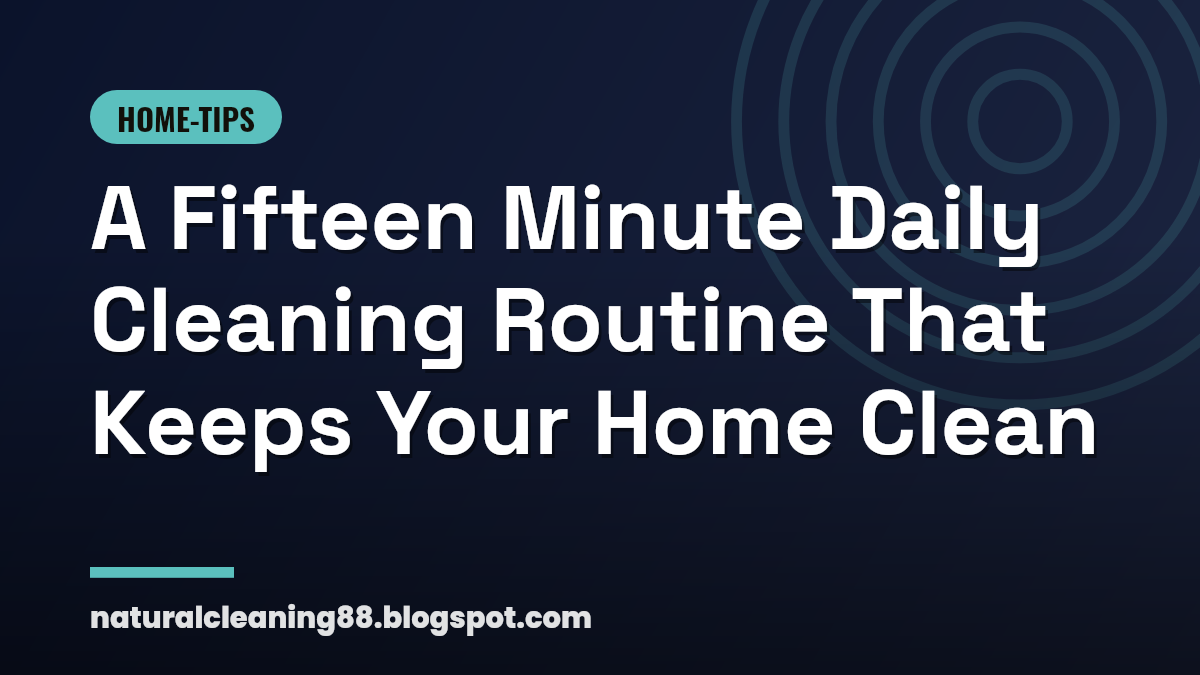 HOME-TIPS
A Fifteen Minute Daily
Cleaning Routine That
Keeps Your Home Clean
naturalcleaning88.blogspot.com